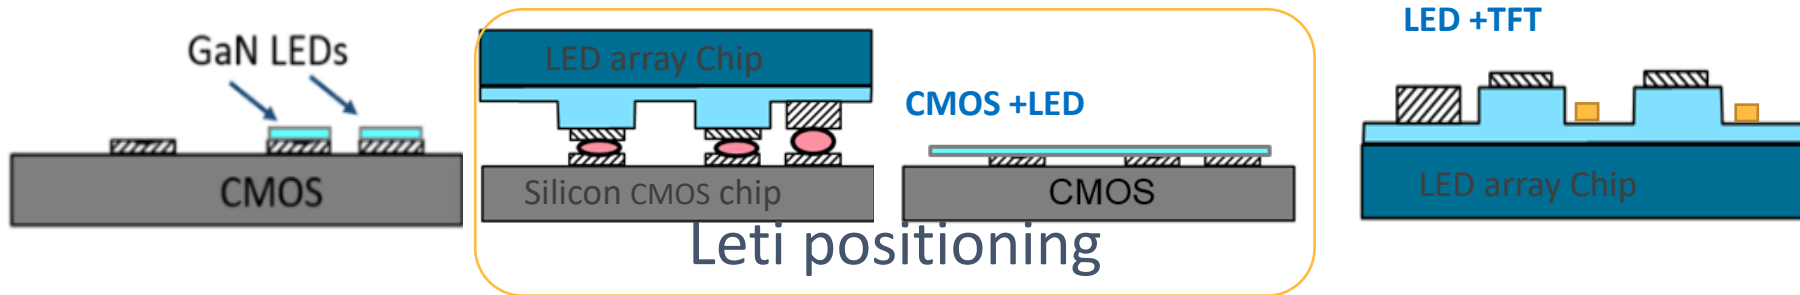 GaN LEDs
CMOS
LED array Chip
Silicon CMOS chip
CMOS +LED
CMOS
Leti positioning
LED +TFT
LED array Chip